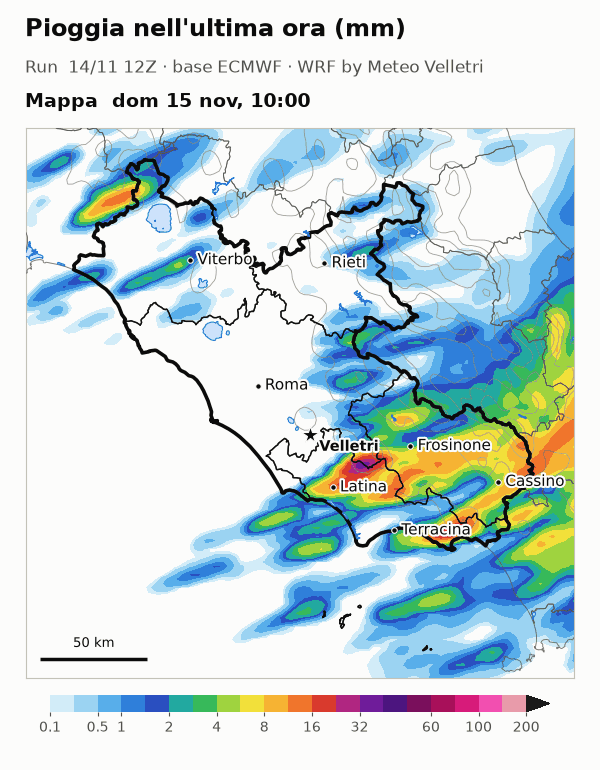 Pioggia nell'ultima ora (mm)
Run  14/11 12Z · base ECMWF · WRF by Meteo Velletri
Mappa  dom 15 nov, 10:00
Viterbo
Rieti
Roma
Velletri
Frosinone
Cassino
Latina
Terracina
50 km
0.1 0.5 1 2 4 8 16 32 60 100 200